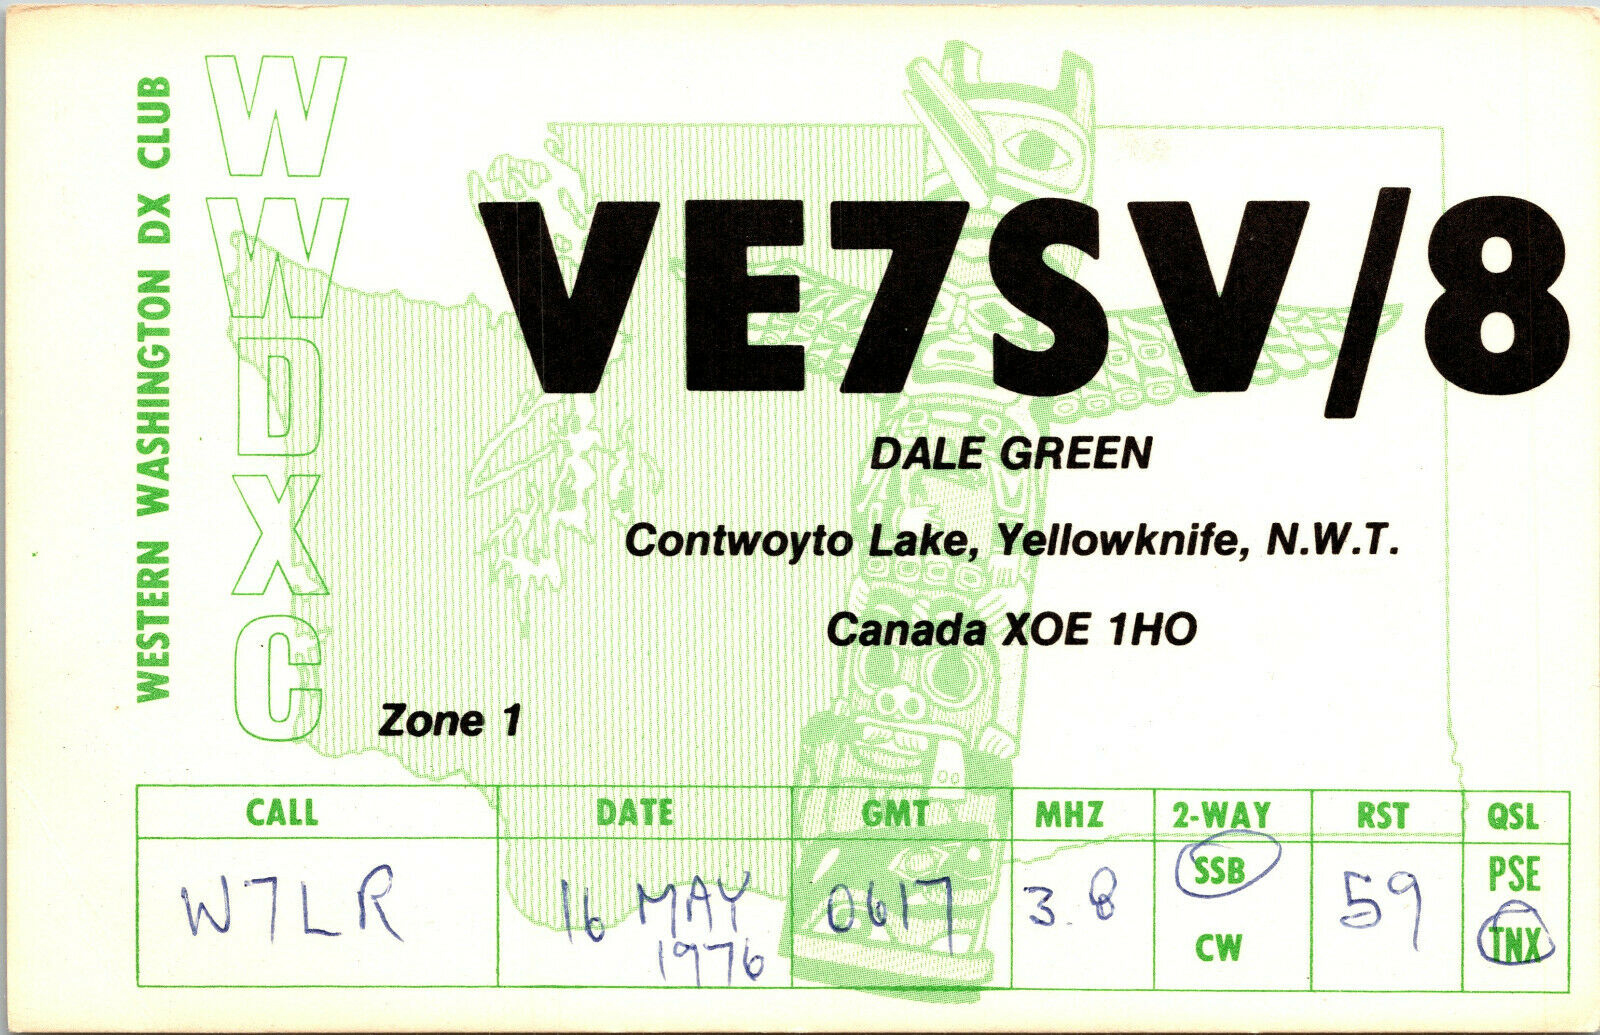 WESTERN WASHINGTON DX CLUB
WWDXC
VE7SV/8
DALE GREEN
Contwoyto Lake, Yellowknife, N.W.T.
Canada XOE 1HO
Zone 1
CALL DATE GMT MHZ 2-WAY RST QSL
W7LR 16 MAY 1976 0617 3.8 SSB CW 59 PSE TNX